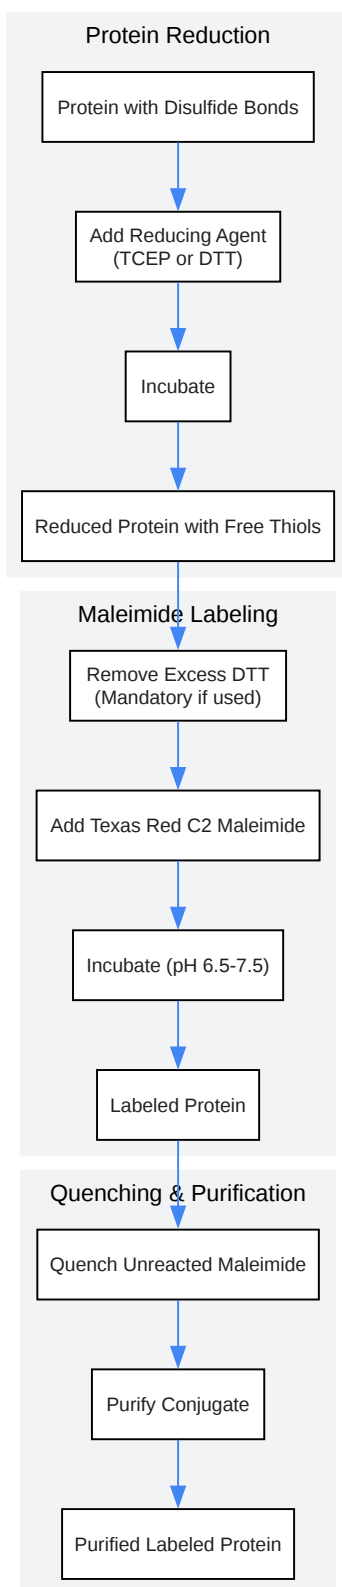 Protein Reduction
Protein with Disulfide Bonds
Add Reducing Agent
(TCEP or DTT)
Incubate
Reduced Protein with Free Thiols
Maleimide Labeling
Remove Excess DTT
(Mandatory if used)
Add Texas Red C2 Maleimide
Incubate (pH 6.5-7.5)
Labeled Protein
Quenching & Purification
Quench Unreacted Maleimide
Purify Conjugate
Purified Labeled Protein